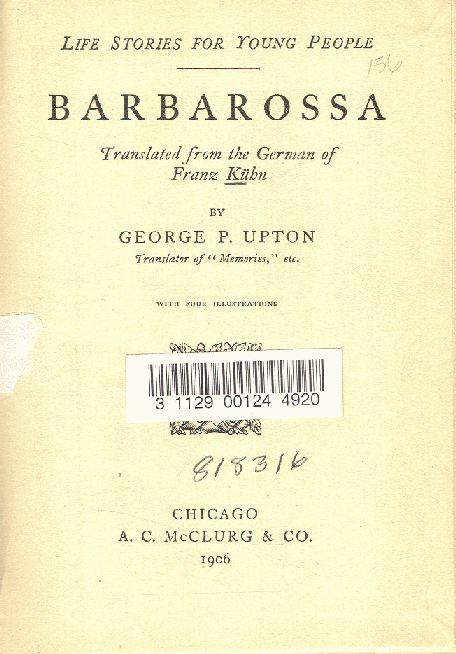 LIFE STORIES FOR YOUNG PEOPLE
156
BARBAROSSA
Translated from the German of
Franz Kühn
BY
GEORGE P. UPTON
Translator of "Memories," etc.
WITH FOUR ILLUSTRATIONS
3 1129 00124 4920
818316
CHICAGO
A. C. McCLURG & CO.
1906